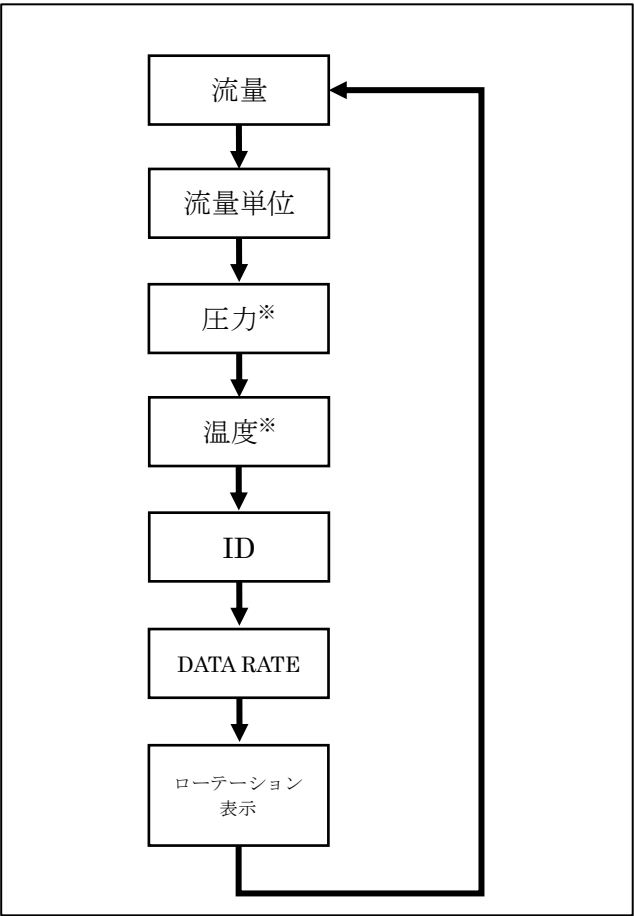 流量
流量単位
圧力※
温度※
ID
DATA RATE
ローテーション
表示